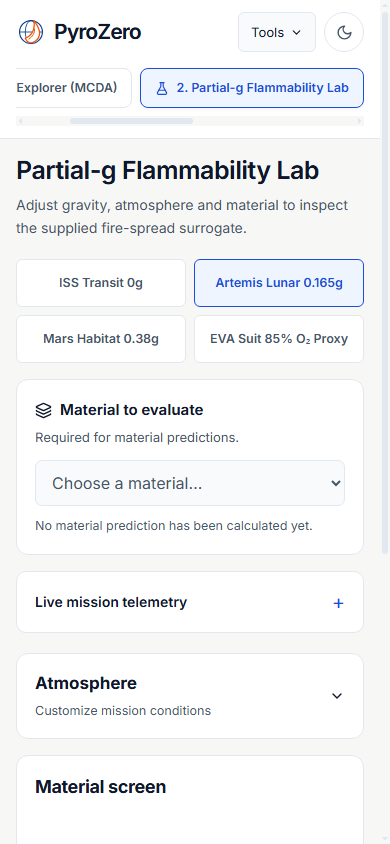 PyroZero
Tools
Explorer (MCDA)
2. Partial-g Flammability Lab
Partial-g Flammability Lab
Adjust gravity, atmosphere and material to inspect
the supplied fire-spread surrogate.
ISS Transit 0g
Artemis Lunar 0.165g
Mars Habitat 0.38g
EVA Suit 85% O₂ Proxy
Material to evaluate
Required for material predictions.
Choose a material...
No material prediction has been calculated yet.
Live mission telemetry
+
Atmosphere
Customize mission conditions
Material screen